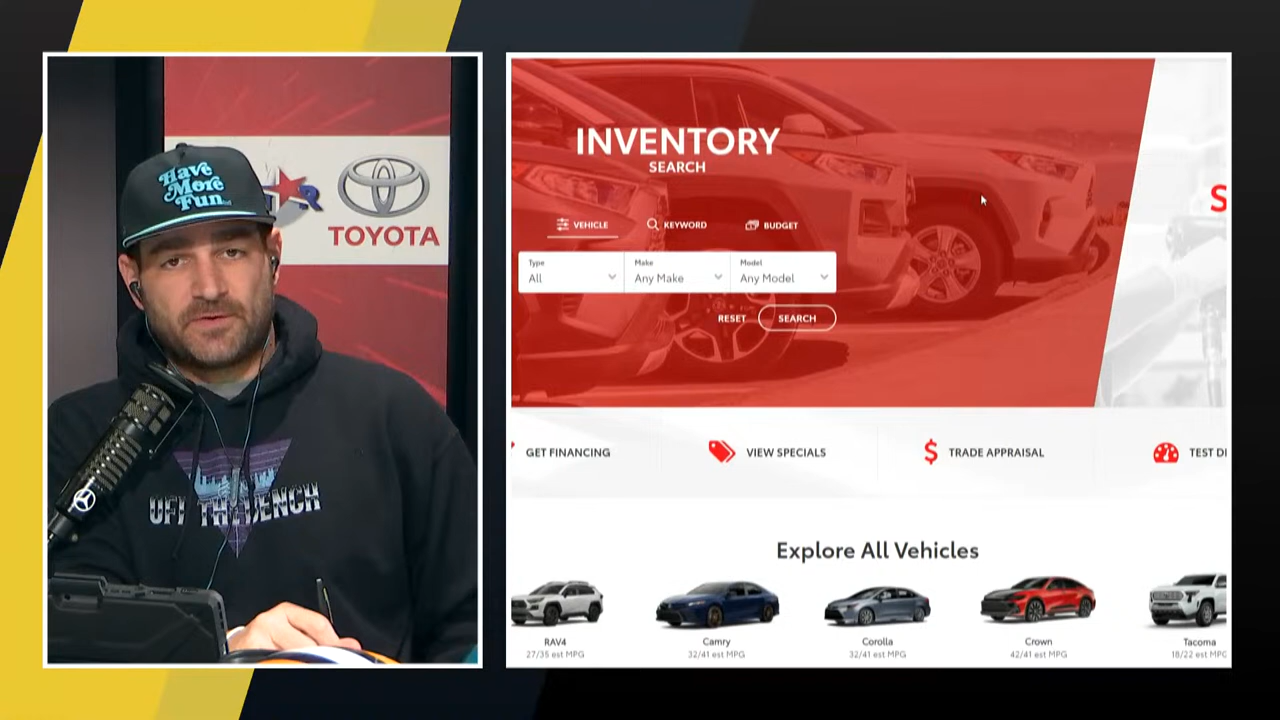 Have
More
Fun
R
TOYOTA
THE BENCH
INVENTORY
SEARCH
VEHICLE
KEYWORD
BUDGET
Type
Make
Model
All
Any Make
Any Model
RESET
SEARCH
S
GET FINANCING
VIEW SPECIALS
TRADE APPRAISAL
TEST DI
Explore All Vehicles
RAV4
Camry
Corolla
Crown
Tacoma
27/35 est MPG
32/41 est MPG
32/41 est MPG
42/41 est MPG
18/22 est MPG